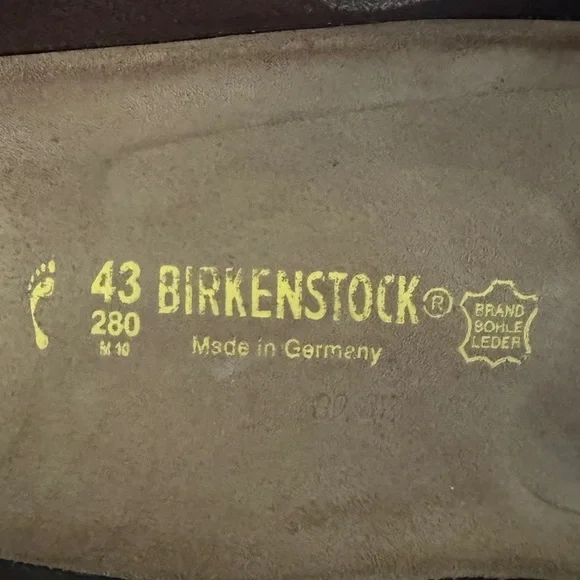 43 BIRKENSTOCK®
280
M 10
Made in Germany
BRAND
SOHLE
LEDER